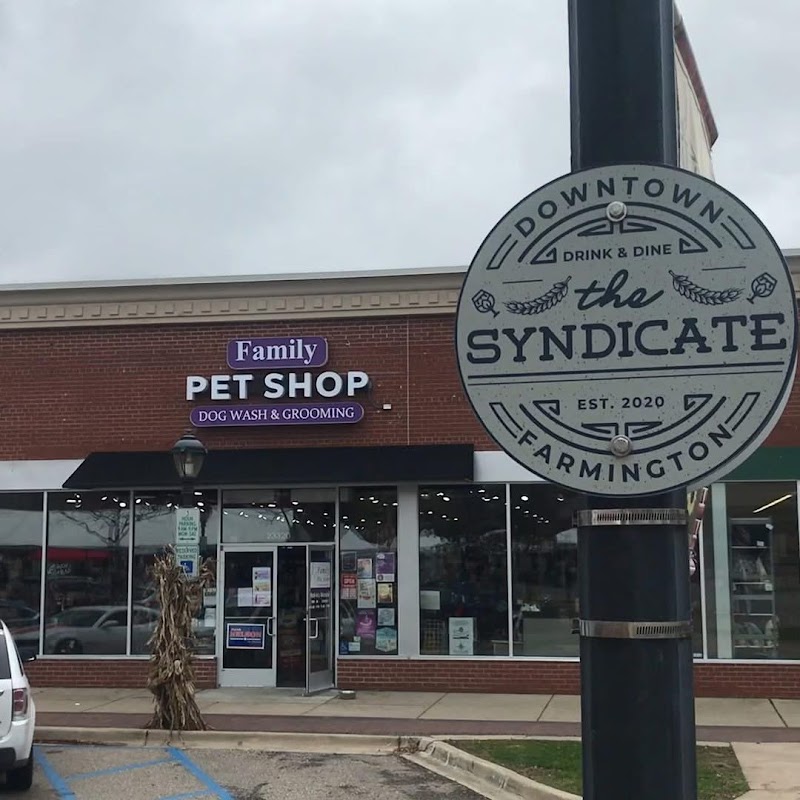 Family
PET SHOP
DOG WASH & GROOMING
DOWNTOWN
DRINK & DINE
the
SYNDICATE
EST. 2020
FARMINGTON